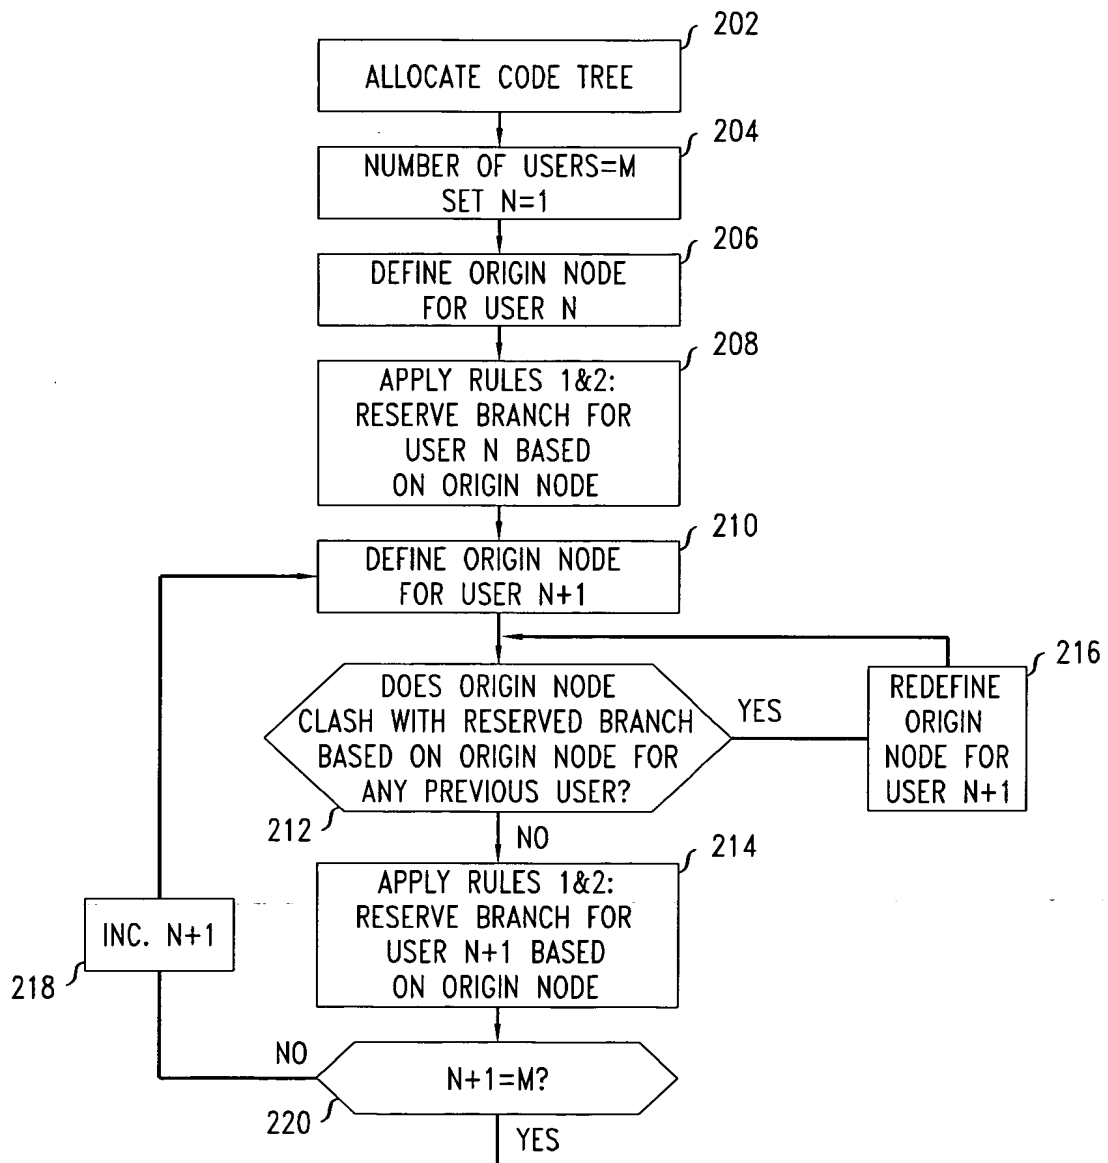 202
ALLOCATE CODE TREE
204
NUMBER OF USERS=M
SET N=1
206
DEFINE ORIGIN NODE
FOR USER N
208
APPLY RULES 1&2:
RESERVE BRANCH FOR
USER N BASED
ON ORIGIN NODE
210
DEFINE ORIGIN NODE
FOR USER N+1
DOES ORIGIN NODE
CLASH WITH RESERVED BRANCH
BASED ON ORIGIN NODE FOR
ANY PREVIOUS USER?
212
YES
216
REDEFINE
ORIGIN
NODE FOR
USER N+1
NO
214
APPLY RULES 1&2:
RESERVE BRANCH FOR
USER N+1 BASED
ON ORIGIN NODE
INC. N+1
218
NO
N+1=M?
220
YES